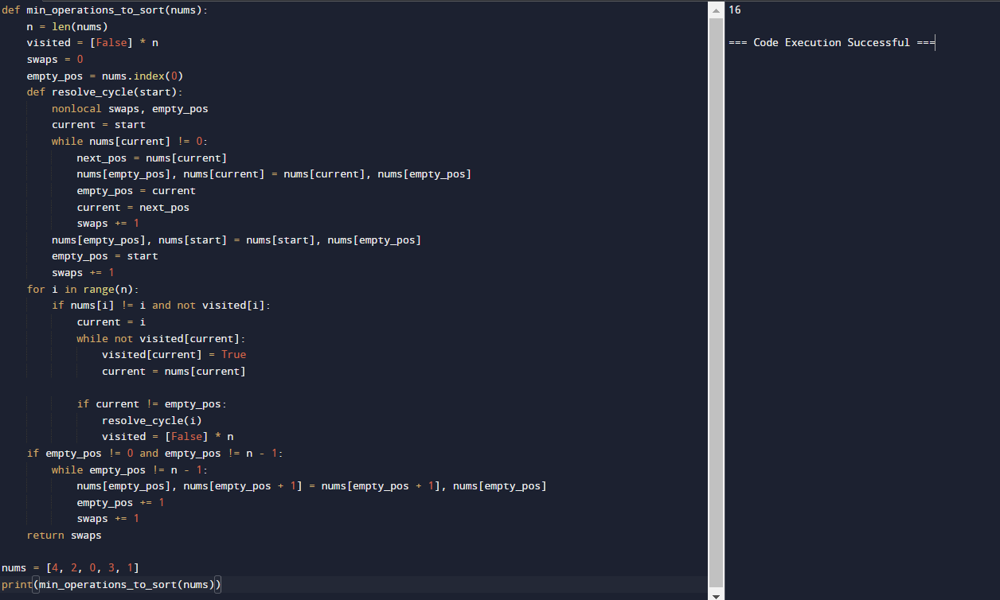 def min_operations_to_sort(nums):
    n = len(nums)
    visited = [False] * n
    swaps = 0
    empty_pos = nums.index(0)
    def resolve_cycle(start):
        nonlocal swaps, empty_pos
        current = start
        while nums[current] != 0:
            next_pos = nums[current]
            nums[empty_pos], nums[current] = nums[current], nums[empty_pos]
            empty_pos = current
            current = next_pos
            swaps += 1
        nums[empty_pos], nums[start] = nums[start], nums[empty_pos]
        empty_pos = start
        swaps += 1
    for i in range(n):
        if nums[i] != i and not visited[i]:
            current = i
            while not visited[current]:
                visited[current] = True
                current = nums[current]

            if current != empty_pos:
                resolve_cycle(i)
                visited = [False] * n
    if empty_pos != 0 and empty_pos != n - 1:
        while empty_pos != n - 1:
            nums[empty_pos], nums[empty_pos + 1] = nums[empty_pos + 1], nums[empty_pos]
            empty_pos += 1
            swaps += 1
    return swaps

nums = [4, 2, 0, 3, 1]
print(min_operations_to_sort(nums))
16

=== Code Execution Successful ===